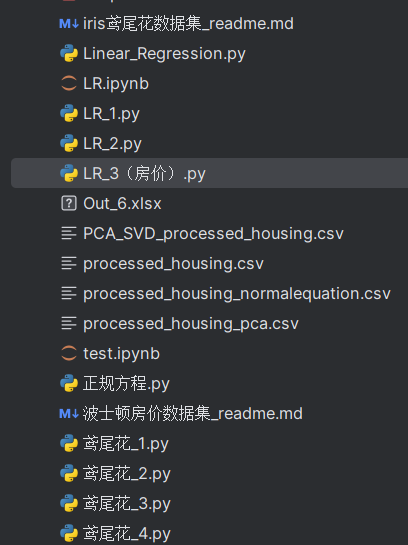 iris鸢尾花数据集_readme.md
Linear_Regression.py
LR.ipynb
LR_1.py
LR_2.py
LR_3（房价）.py
Out_6.xlsx
PCA_SVD_processed_housing.csv
processed_housing.csv
processed_housing_normalequation.csv
processed_housing_pca.csv
test.ipynb
正规方程.py
波士顿房价数据集_readme.md
鸢尾花_1.py
鸢尾花_2.py
鸢尾花_3.py
鸢尾花_4.py